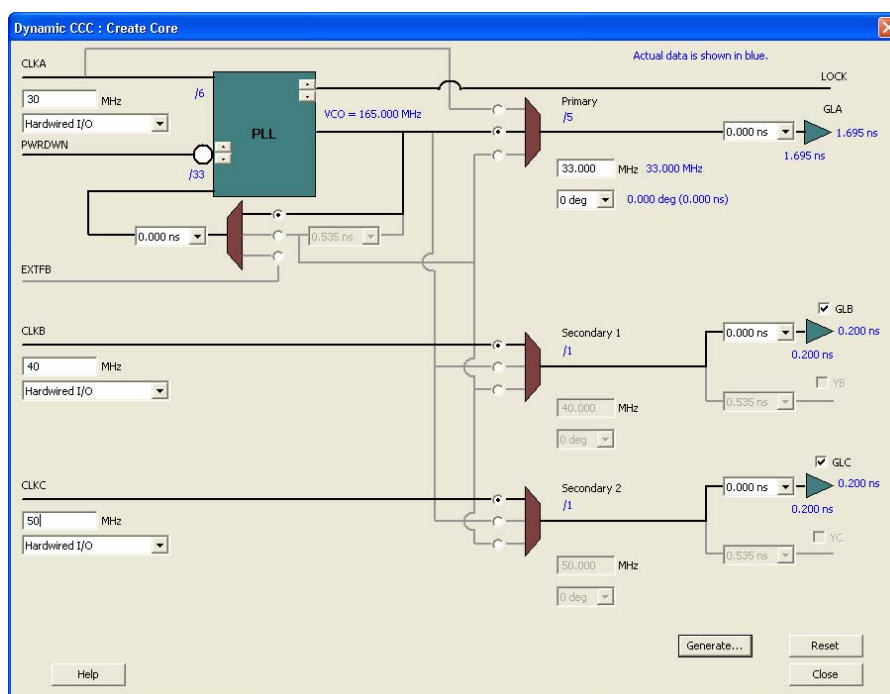 Dynamic CCC : Create Core
Actual data is shown in blue.
CLKA
LOCK
30 MHz
/6
VCO = 165.000 MHz
Primary
/5
GLA
Hardwired I/O
PLL
0.000 ns
1.695 ns
PWRDWN
1.695 ns
/33
33.000 MHz 33.000 MHz
0 deg
0.000 deg (0.000 ns)
0.000 ns
0.535 ns
EXTFB
GLB
CLKB
Secondary 1
/1
0.000 ns
0.200 ns
40 MHz
0.200 ns
Hardwired I/O
YB
0.535 ns
40.000 MHz
0 deg
GLC
CLKC
Secondary 2
/1
0.000 ns
0.200 ns
50 MHz
0.200 ns
Hardwired I/O
YC
0.535 ns
50.000 MHz
0 deg
Generate...
Reset
Help
Close